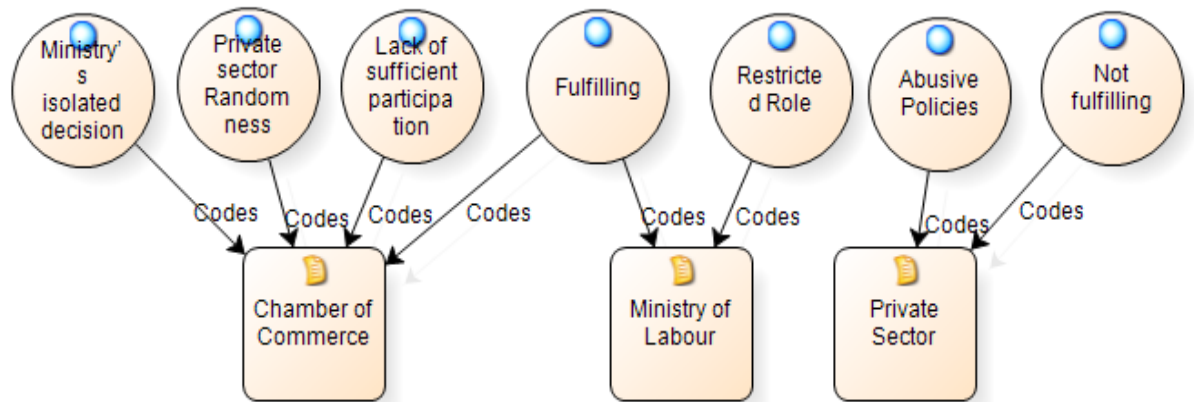 Ministry'
s
isolated
decision
Private
sector
Random
ness
Lack of
sufficient
participa
tion
Fulfilling
Restricte
d Role
Abusive
Policies
Not
fulfilling
Codes
Codes
Codes
Codes
Codes
Codes
Codes
Codes
Chamber of
Commerce
Ministry of
Labour
Private
Sector